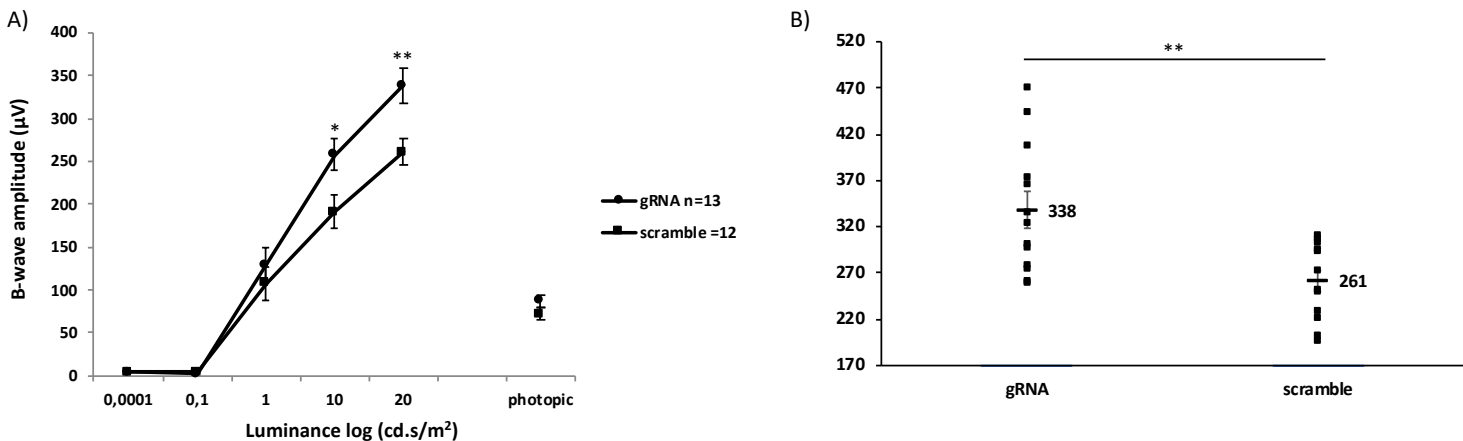 A)
B-wave amplitude (μV)
400
350
300
250
200
150
100
50
0
*
**
0,0001 0,1 1 10 20 photopic
Luminance log (cd.s/m²)
gRNA n=13
scramble =12
B)
520
470
420
370
320
270
220
170
**
338
261
gRNA scramble